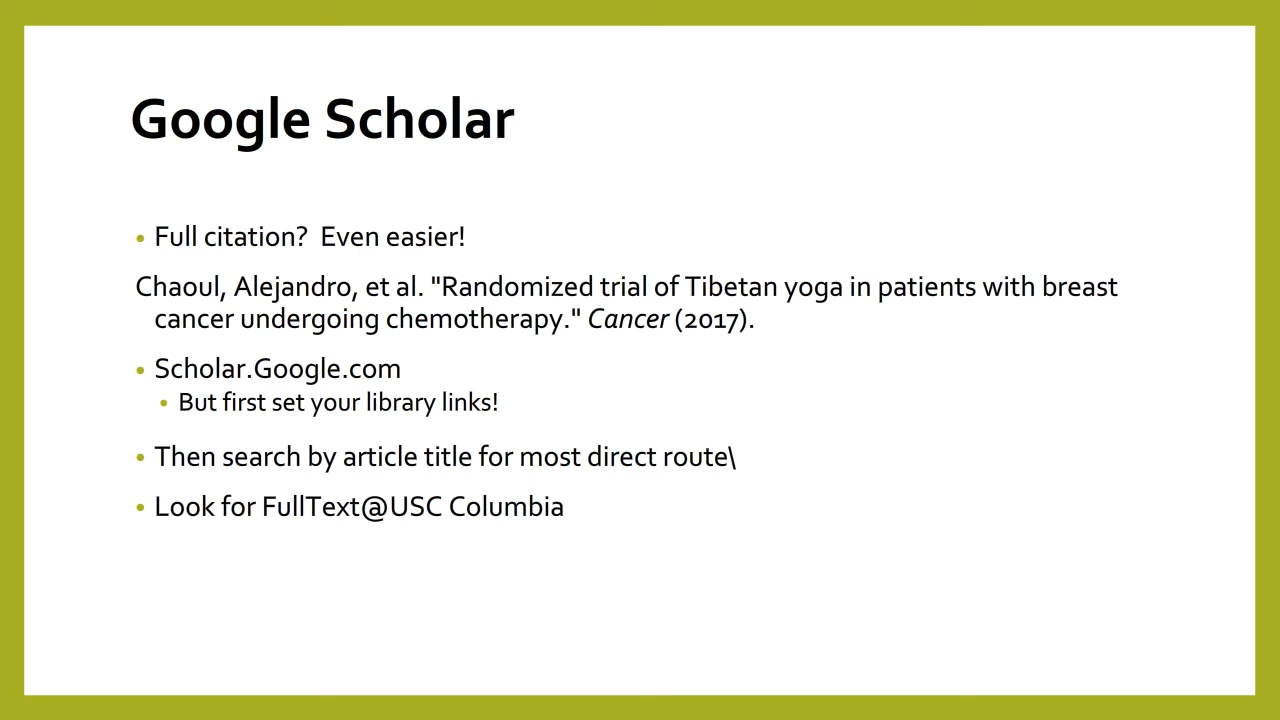 Google Scholar
• Full citation?  Even easier!
Chaoul, Alejandro, et al. "Randomized trial of Tibetan yoga in patients with breast
cancer undergoing chemotherapy." Cancer (2017).
• Scholar.Google.com
• But first set your library links!
• Then search by article title for most direct route\
• Look for FullText@USC Columbia